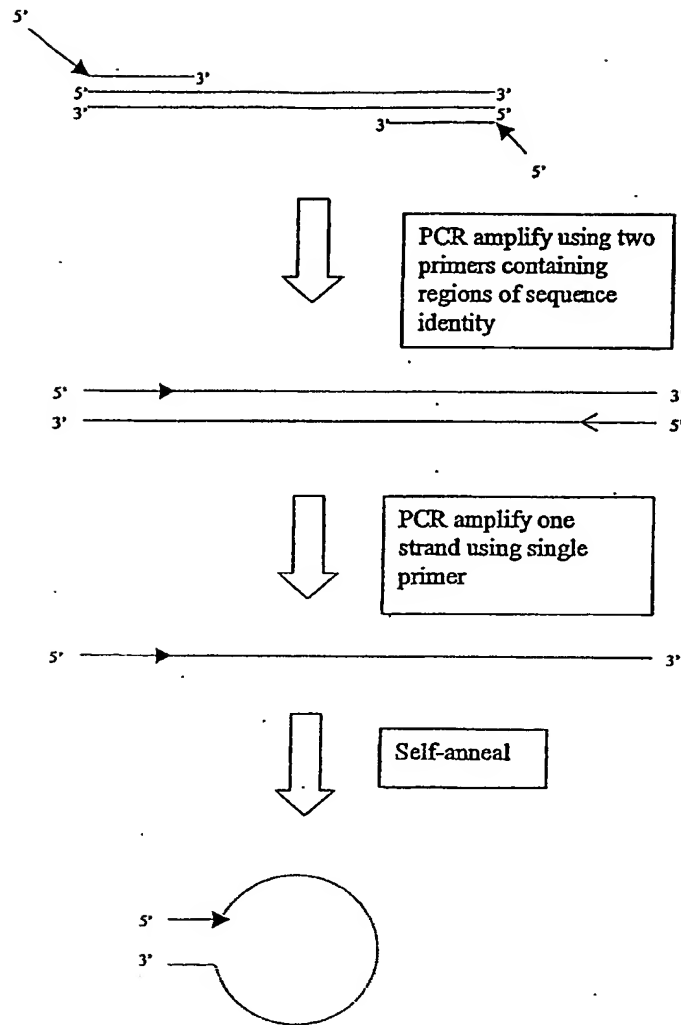 5'
3'
5' 3'
3' 5'
3'
5'
PCR amplify using two
primers containing
regions of sequence
identity
5' 3'
3' 5'
PCR amplify one
strand using single
primer
5' 3'
Self-anneal
5'
3'